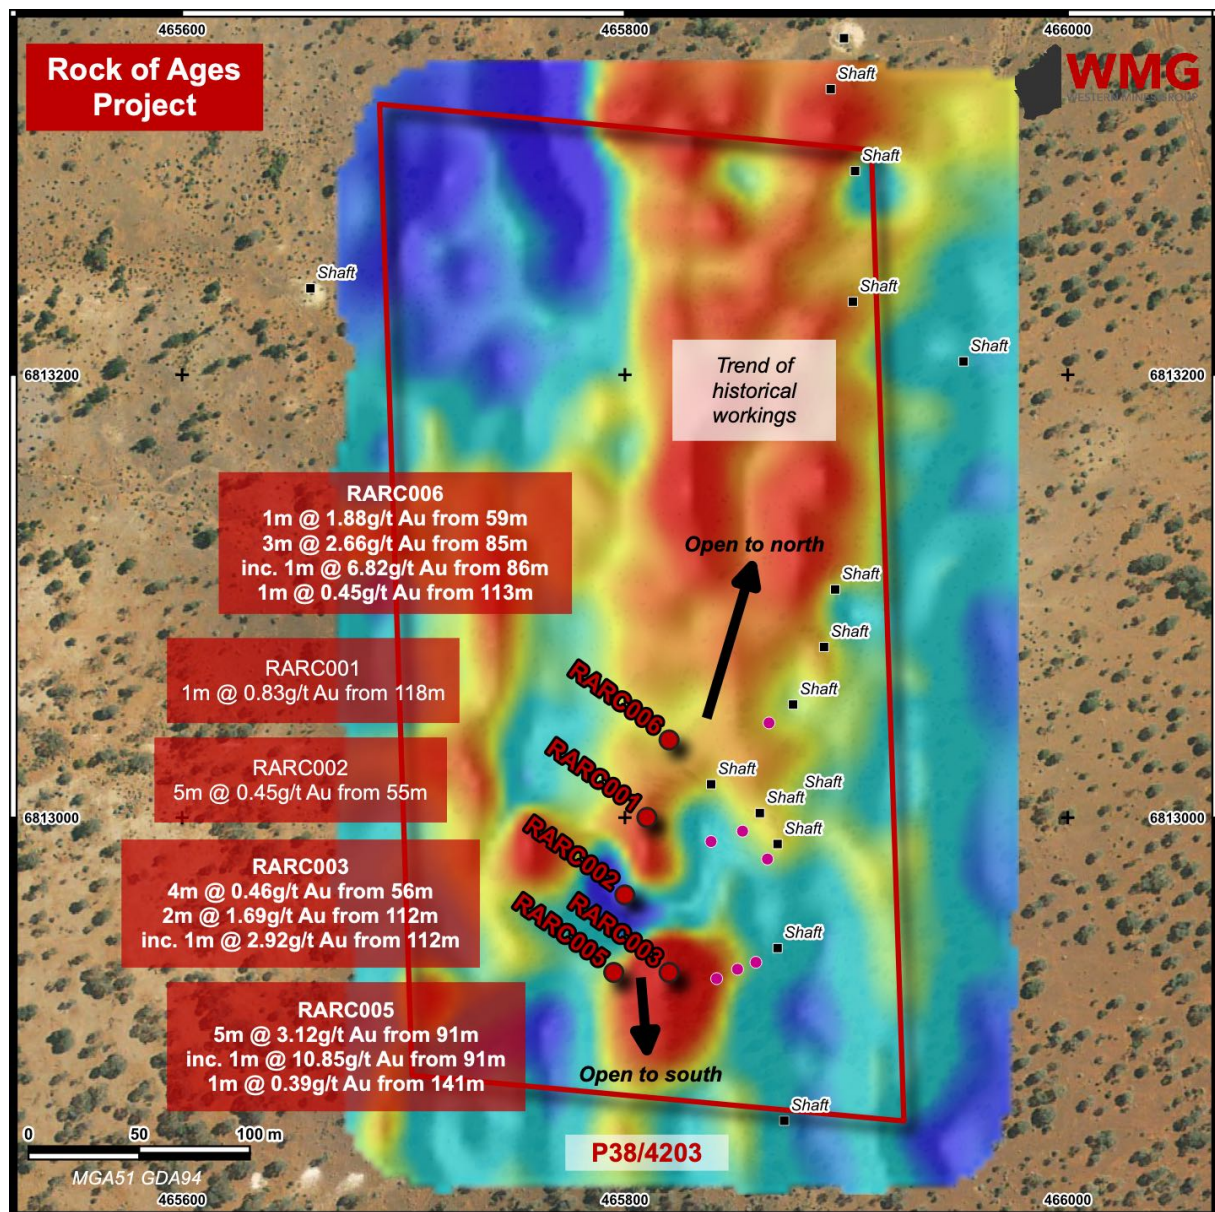 465600
465800
466000
Rock of Ages
Project
WMG
WESTERN MINES GROUP
Shaft
Shaft
Shaft
Shaft
Shaft
6813200
6813200
Trend of
historical
workings
RARC006
1m @ 1.88g/t Au from 59m
3m @ 2.66g/t Au from 85m
inc. 1m @ 6.82g/t Au from 86m
1m @ 0.45g/t Au from 113m
Open to north
Shaft
Shaft
RARC001
1m @ 0.83g/t Au from 118m
Shaft
RARC006
RARC002
5m @ 0.45g/t Au from 55m
RARC001
Shaft
Shaft
Shaft
Shaft
6813000
6813000
RARC003
4m @ 0.46g/t Au from 56m
2m @ 1.69g/t Au from 112m
inc. 1m @ 2.92g/t Au from 112m
RARC002
RARC003
RARC005
Shaft
RARC005
5m @ 3.12g/t Au from 91m
inc. 1m @ 10.85g/t Au from 91m
1m @ 0.39g/t Au from 141m
Open to south
Shaft
0 50 100 m
MGA51 GDA94
P38/4203
465600
465800
466000